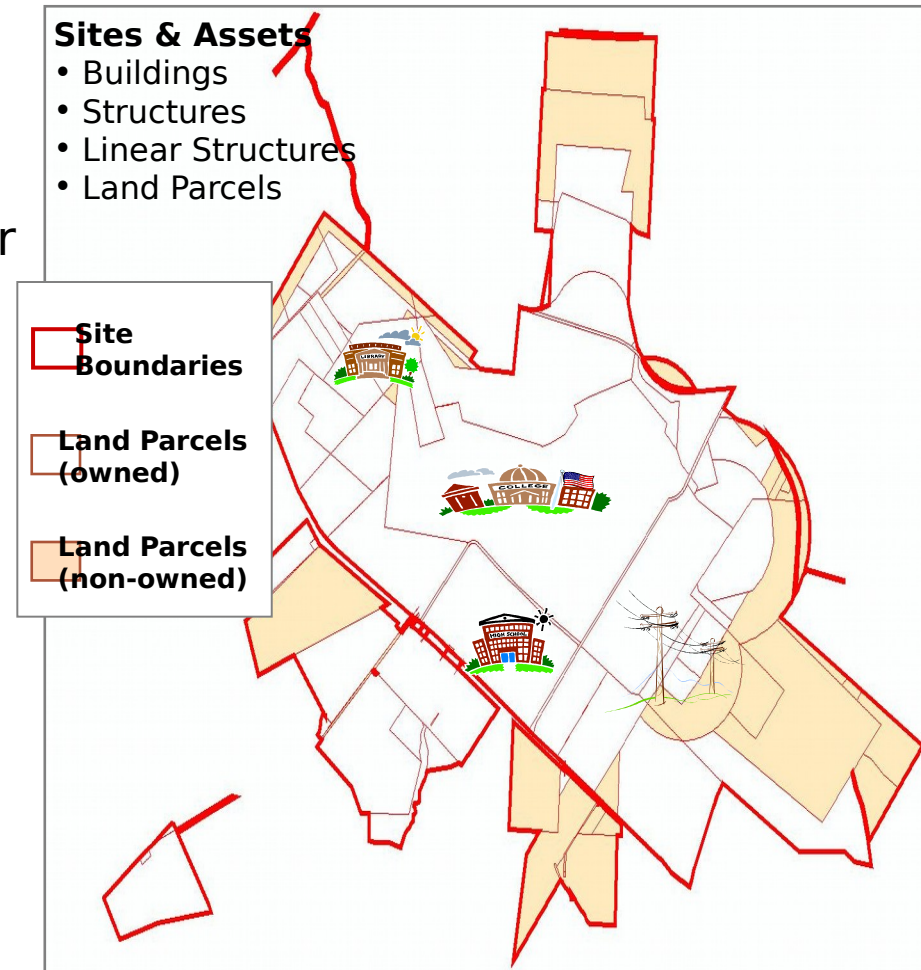 Sites & Assets
• Buildings
• Structures
• Linear Structures
• Land Parcels
r
Site
Boundaries
Land Parcels
(owned)
Land Parcels
(non-owned)
LIBRARY
COLLEGE
HIGH SCHOOL